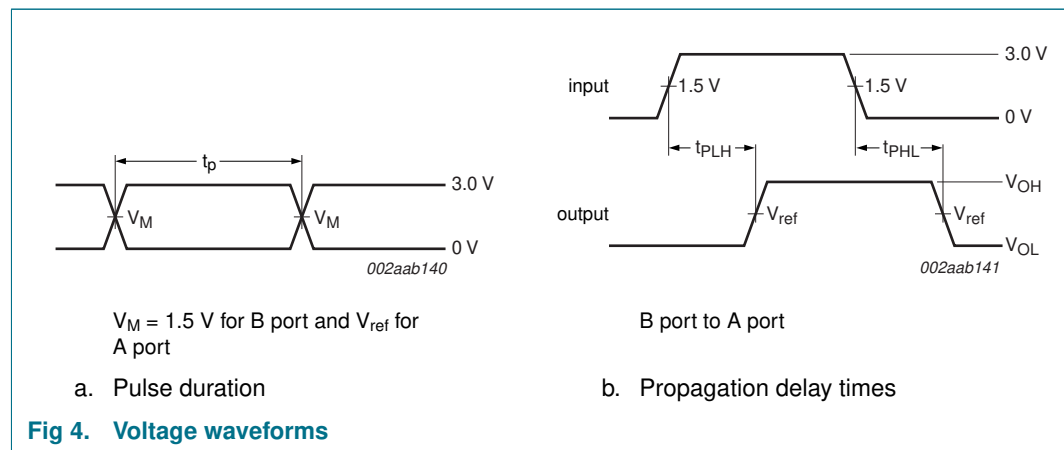 t_p
3.0 V
V_M
V_M
0 V
002aab140
V_M = 1.5 V for B port and V_ref for
A port
a. Pulse duration
3.0 V
input
1.5 V
1.5 V
0 V
t_PLH
t_PHL
V_OH
output
V_ref
V_ref
V_OL
002aab141
B port to A port
b. Propagation delay times
Fig 4. Voltage waveforms